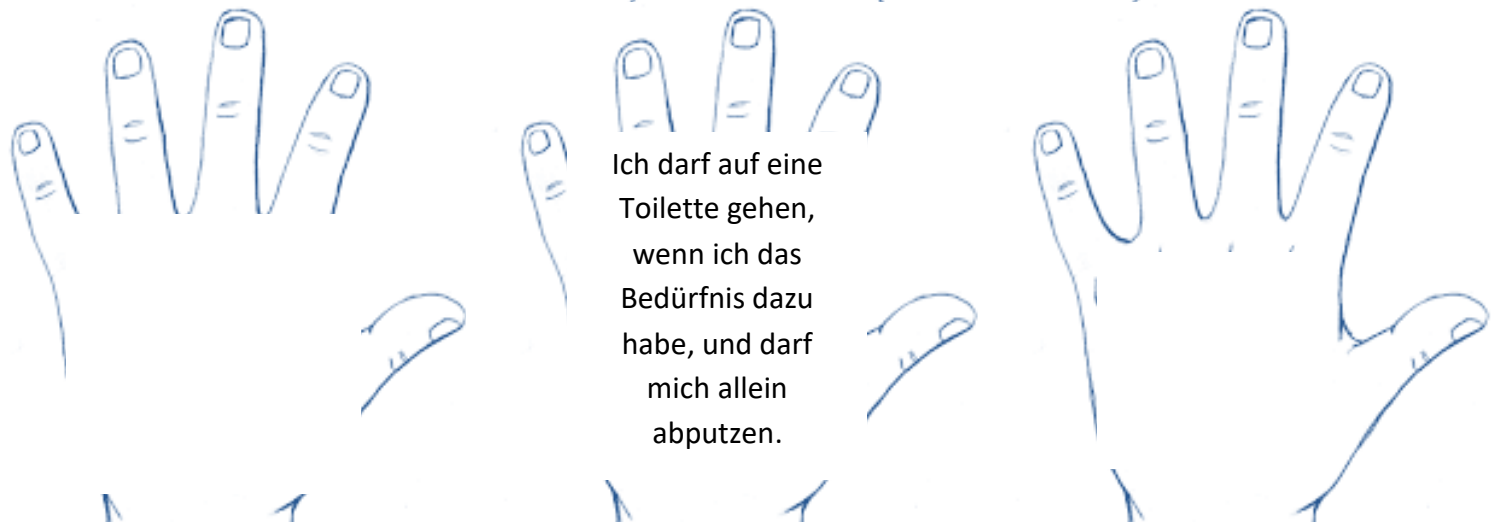 Ich darf auf eine
Toilette gehen,
wenn ich das
Bedürfnis dazu
habe, und darf
mich allein
abputzen.